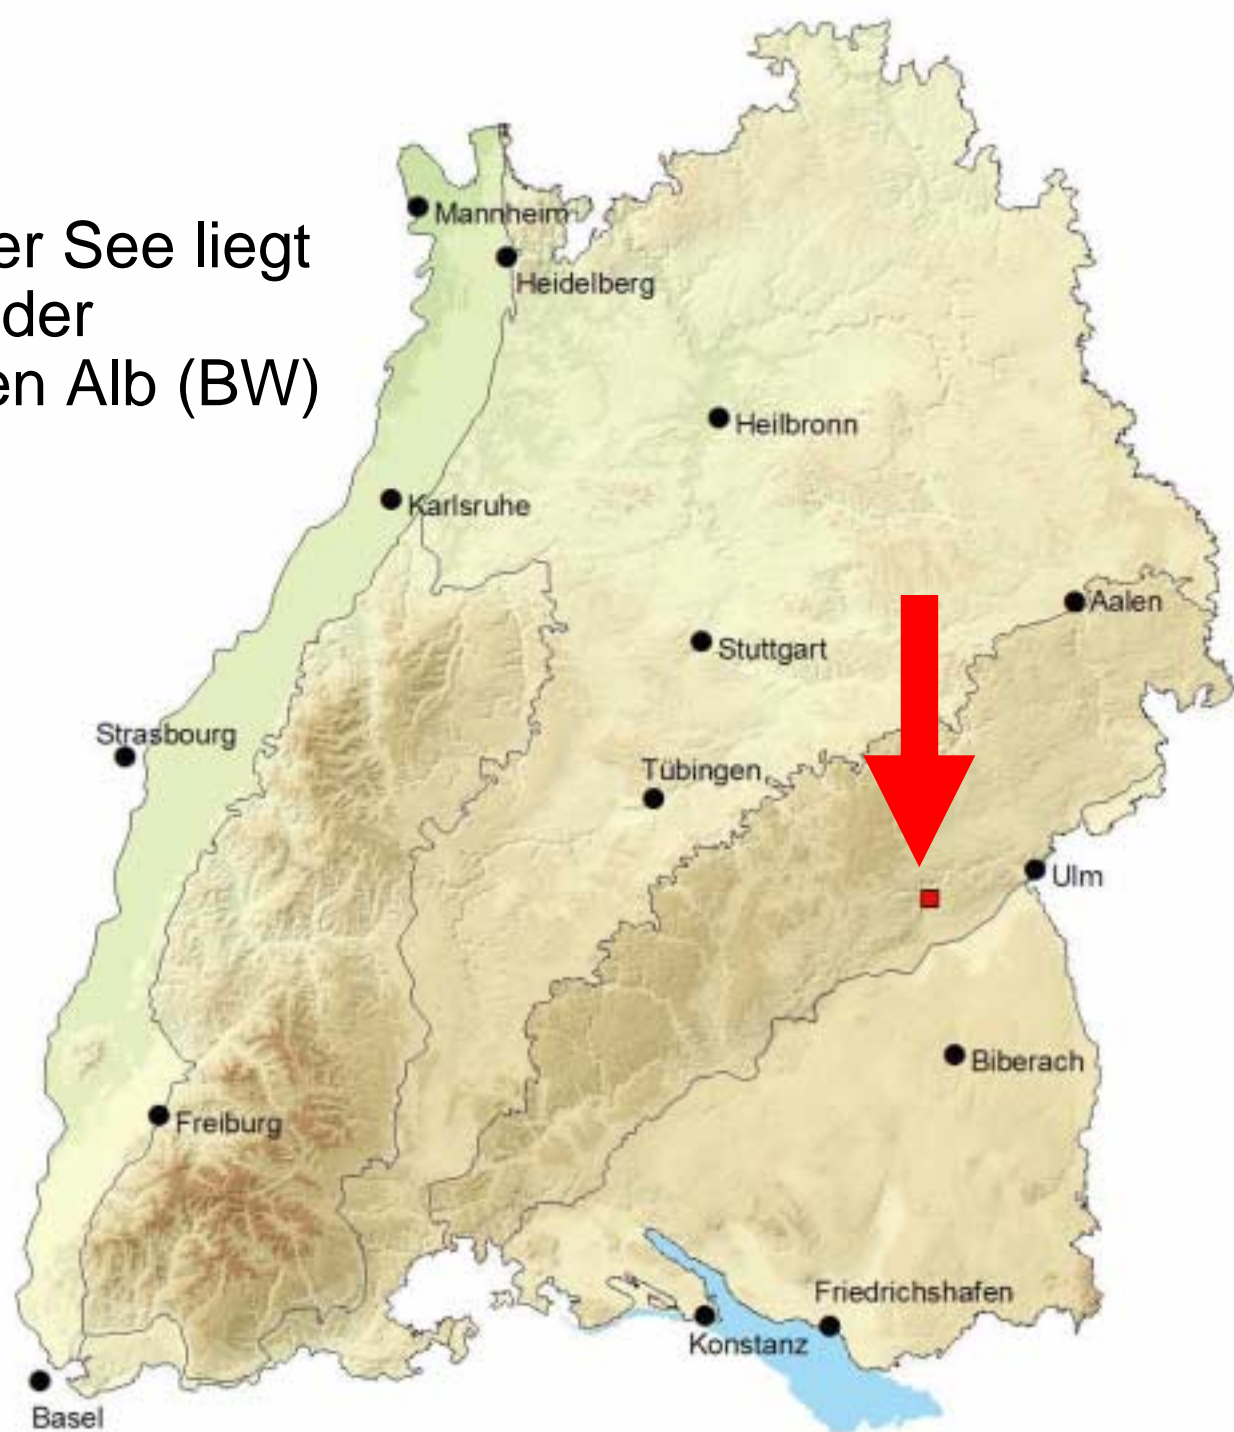 er See liegt
der
en Alb (BW)
Mannheim
Heidelberg
Heilbronn
Karlsruhe
Aalen
Stuttgart
Strasbourg
Tübingen
Ulm
Biberach
Freiburg
Friedrichshafen
Konstanz
Basel